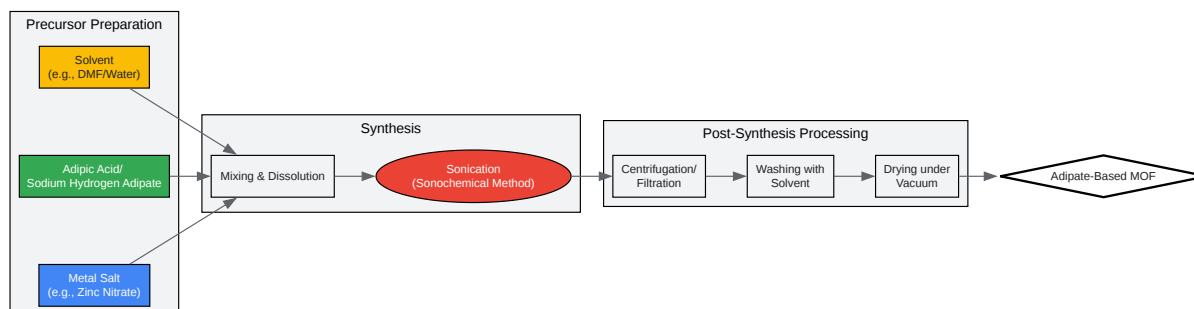 Precursor Preparation
Solvent
(e.g., DMF/Water)
Adipic Acid/
Sodium Hydrogen Adipate
Metal Salt
(e.g., Zinc Nitrate)
Synthesis
Mixing & Dissolution
Sonication
(Sonochemical Method)
Post-Synthesis Processing
Centrifugation/
Filtration
Washing with
Solvent
Drying under
Vacuum
Adipate-Based MOF